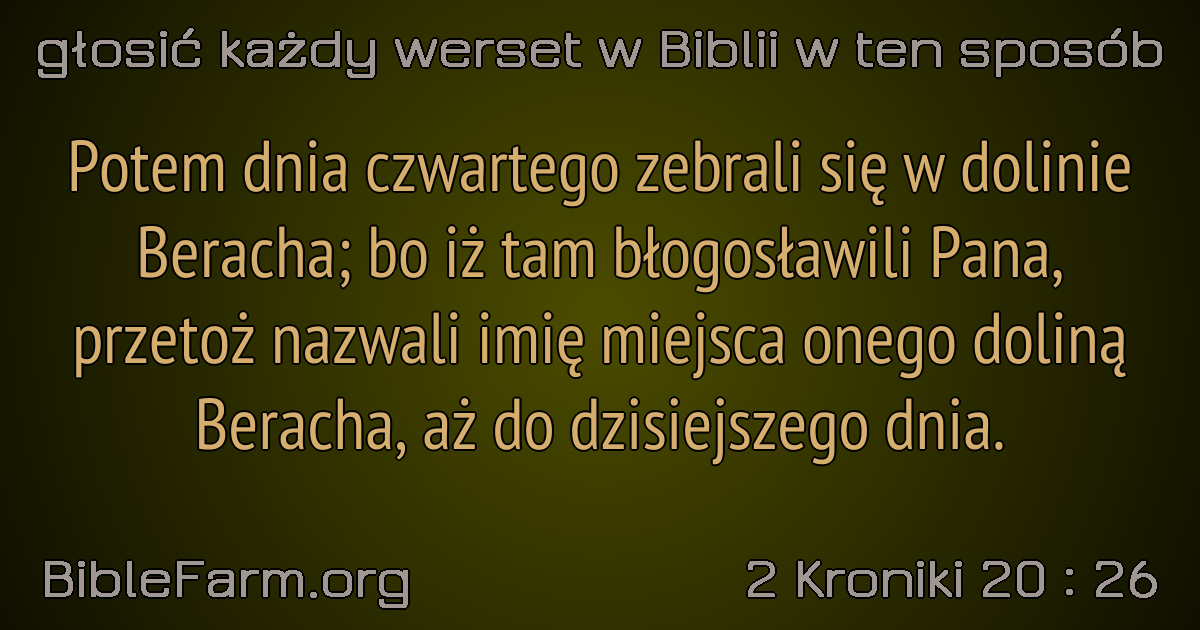 głosić każdy werset w Biblii w ten sposób
Potem dnia czwartego zebrali się w dolinie
Beracha; bo iż tam błogosławili Pana,
przetoż nazwali imię miejsca onego doliną
Beracha, aż do dzisiejszego dnia.
BibleFarm.org
2 Kroniki 20 : 26